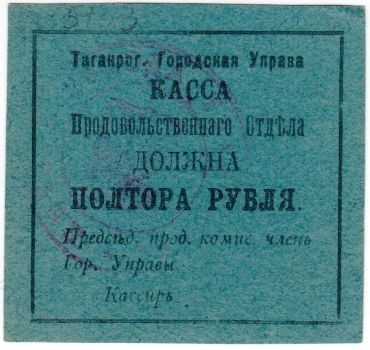 Таганрог. Городская Управа
КАССА
Продовольственнаго Отдѣла
ДОЛЖНА
ПОЛТОРА РУБЛЯ.
Предсѣд. прод. комис. членъ
Гор. Управы
Кассиръ